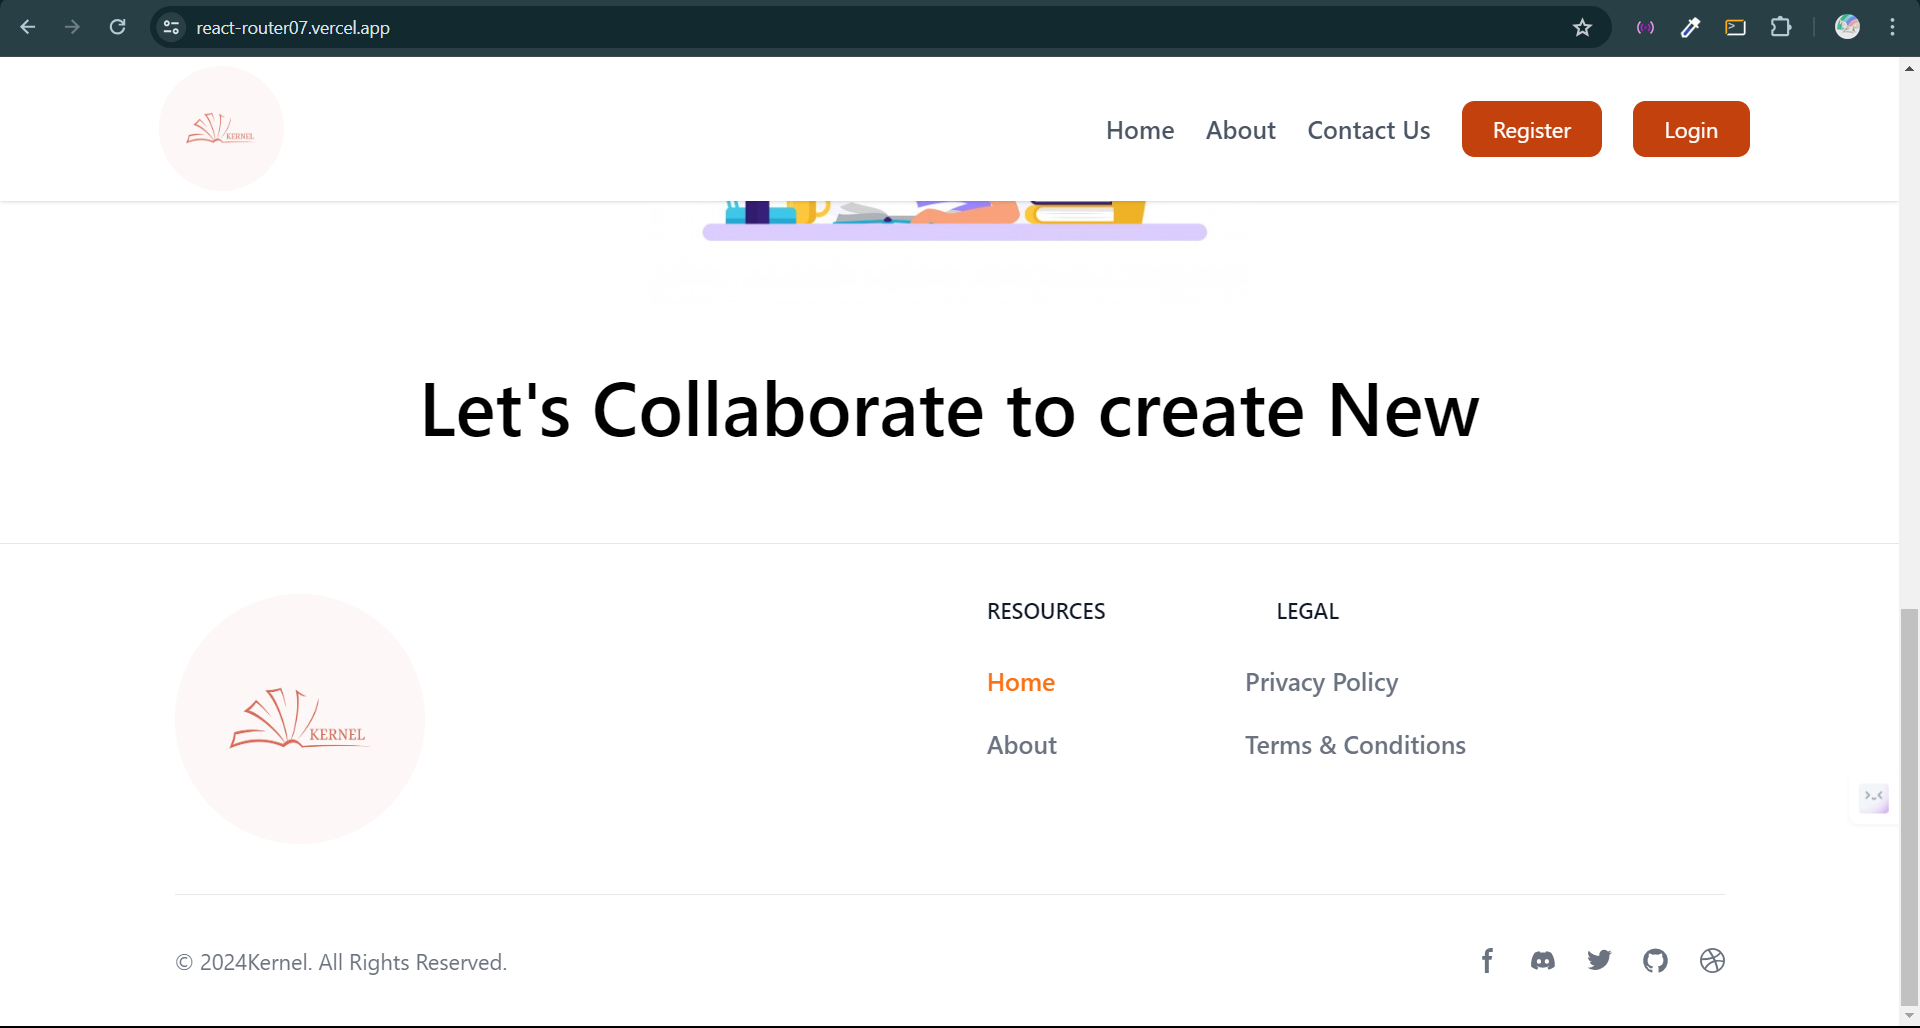 react-router07.vercel.app
KERNEL
Home About Contact Us Register Login
Let's Collaborate to create New
KERNEL
RESOURCES LEGAL
Home Privacy Policy
About Terms & Conditions
© 2024Kernel. All Rights Reserved.